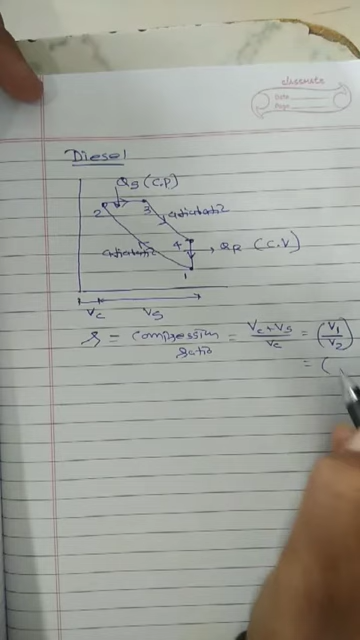 classmate
Date
Page
Diesel
Qs (C.P)
2 3 adiabatic
4 → QR (C.V)
adiabatic
1
Vc Vs
r = compression ratio = Vc + Vs / Vc = (V1 / V2)
= (